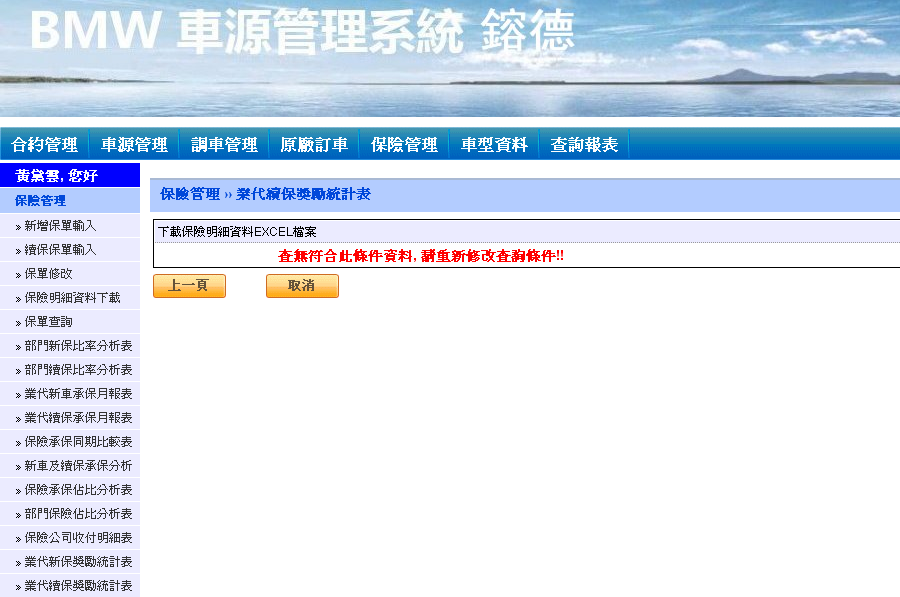 BMW 車源管理系統 鎔德
合約管理 車源管理 調車管理 原廠訂車 保險管理 車型資料 查詢報表
黃黛雲, 您好
保險管理
» 新增保單輸入
» 續保保單輸入
» 保單修改
» 保險明細資料下載
» 保單查詢
» 部門新保比率分析表
» 部門續保比率分析表
» 業代新車承保月報表
» 業代續保承保月報表
» 保險承保同期比較表
» 新車及續保承保分析
» 保險承保佔比分析表
» 部門保險佔比分析表
» 保險公司收付明細表
» 業代新保獎勵統計表
» 業代續保獎勵統計表
保險管理 » 業代續保獎勵統計表
下載保險明細資料EXCEL檔案
查無符合此條件資料, 請重新修改查詢條件!!
上一頁 取消